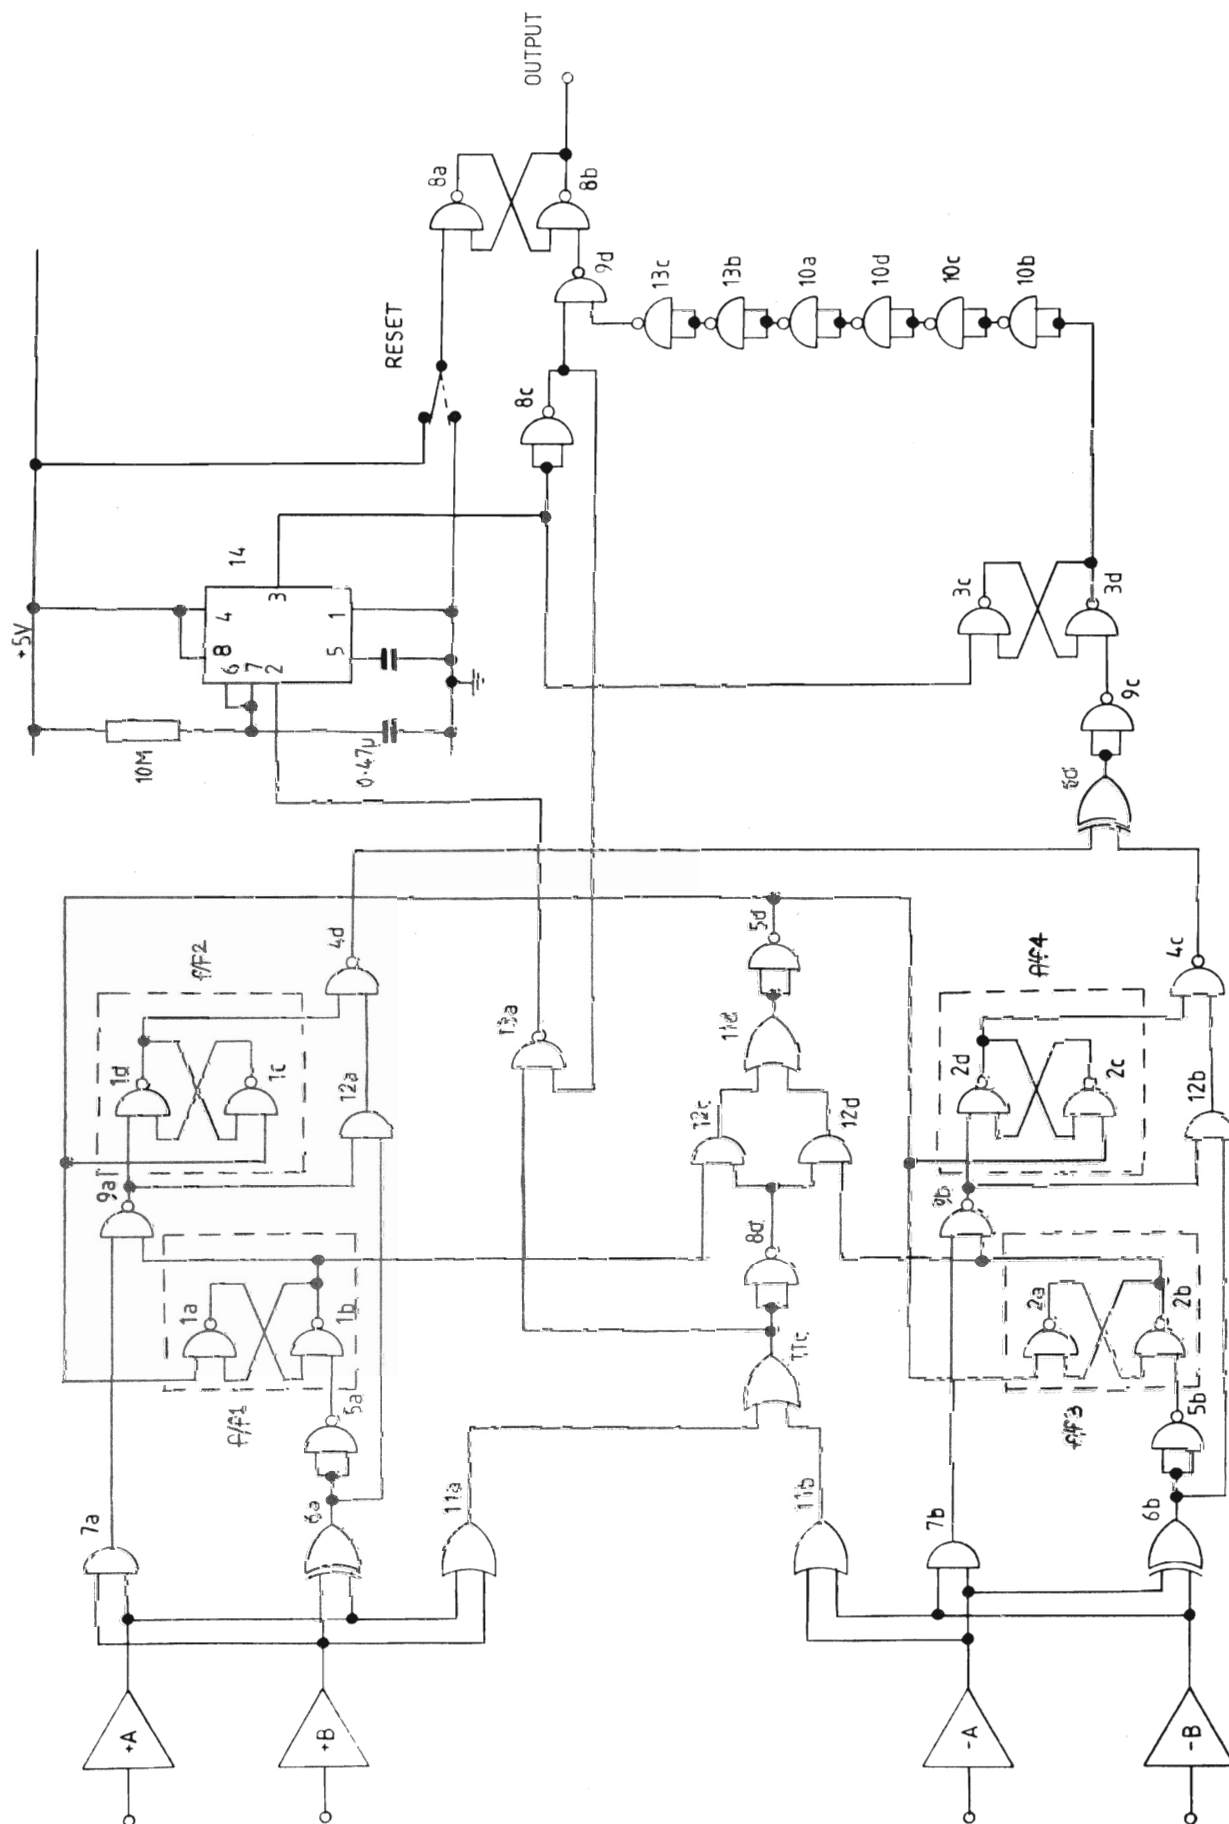 OUTPUT
8a
8b
RESET
9d
13c
13b
10a
10d
10c
10b
8c
14
3
+5V
4
8
1
5
6
7
2
10M
0.47µ
3c
3d
9c
6d
f/F2
4d
1d
1c
12a
9a
13a
5d
11d
12c
12d
8d
f/f4
4c
2d
2c
12b
9b
1a
1b
5a
f/f1
11c
2a
2b
5b
f/f3
7a
6a
11a
11b
7b
6b
+A
+B
-A
-B